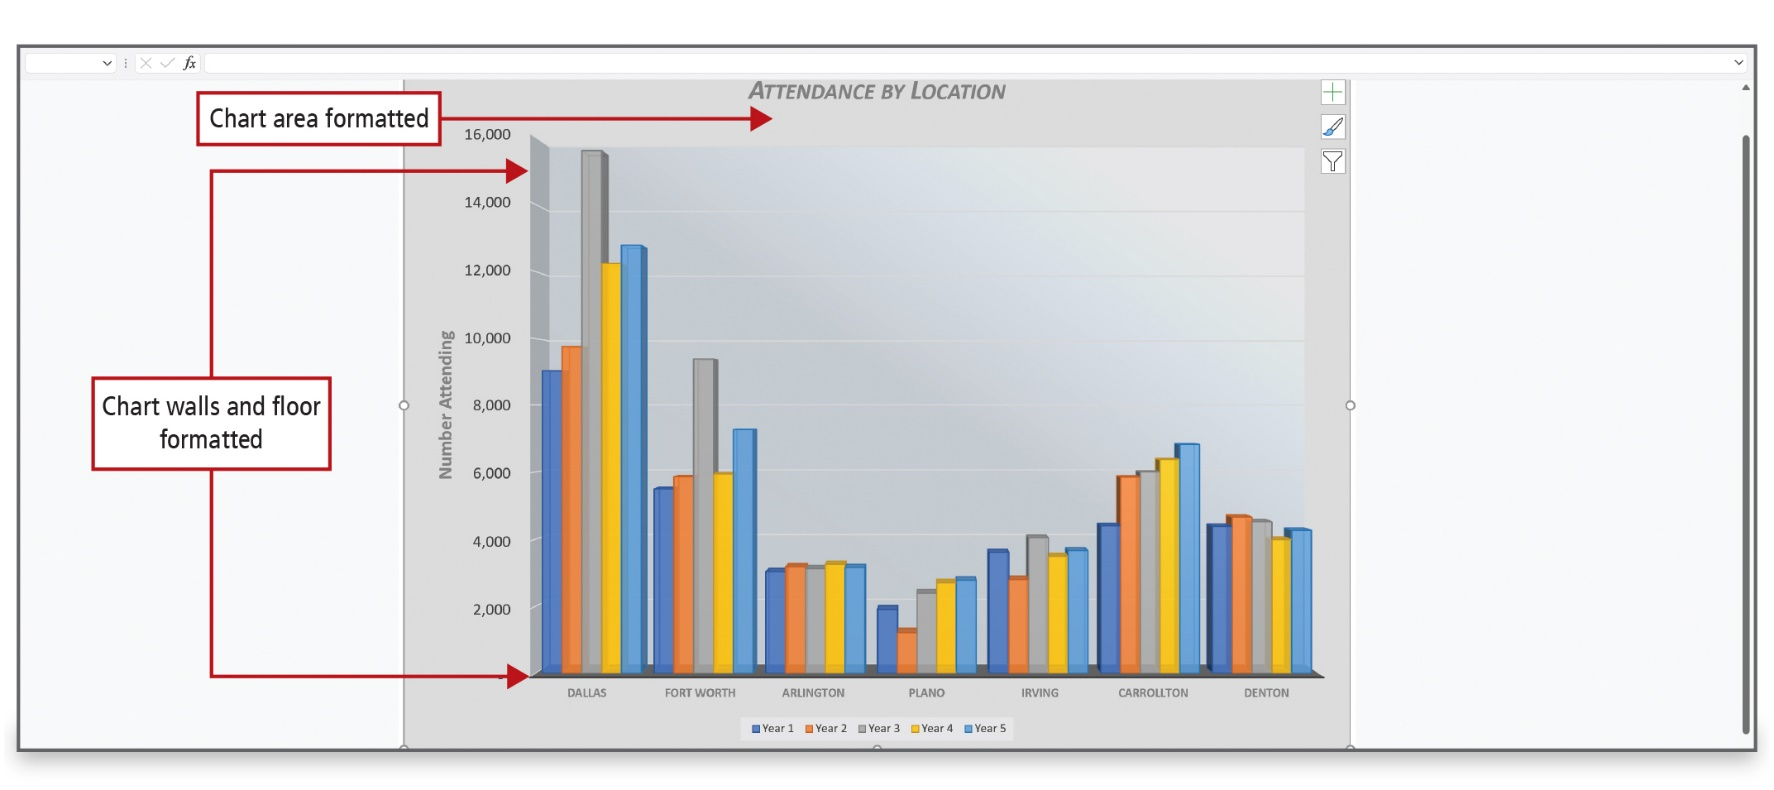 fx
ATTENDANCE BY LOCATION
Chart area formatted
16,000
14,000
12,000
10,000
8,000
6,000
4,000
2,000
-
Number Attending
Chart walls and floor
formatted
DALLAS FORT WORTH ARLINGTON PLANO IRVING CARROLLTON DENTON
Year 1 Year 2 Year 3 Year 4 Year 5